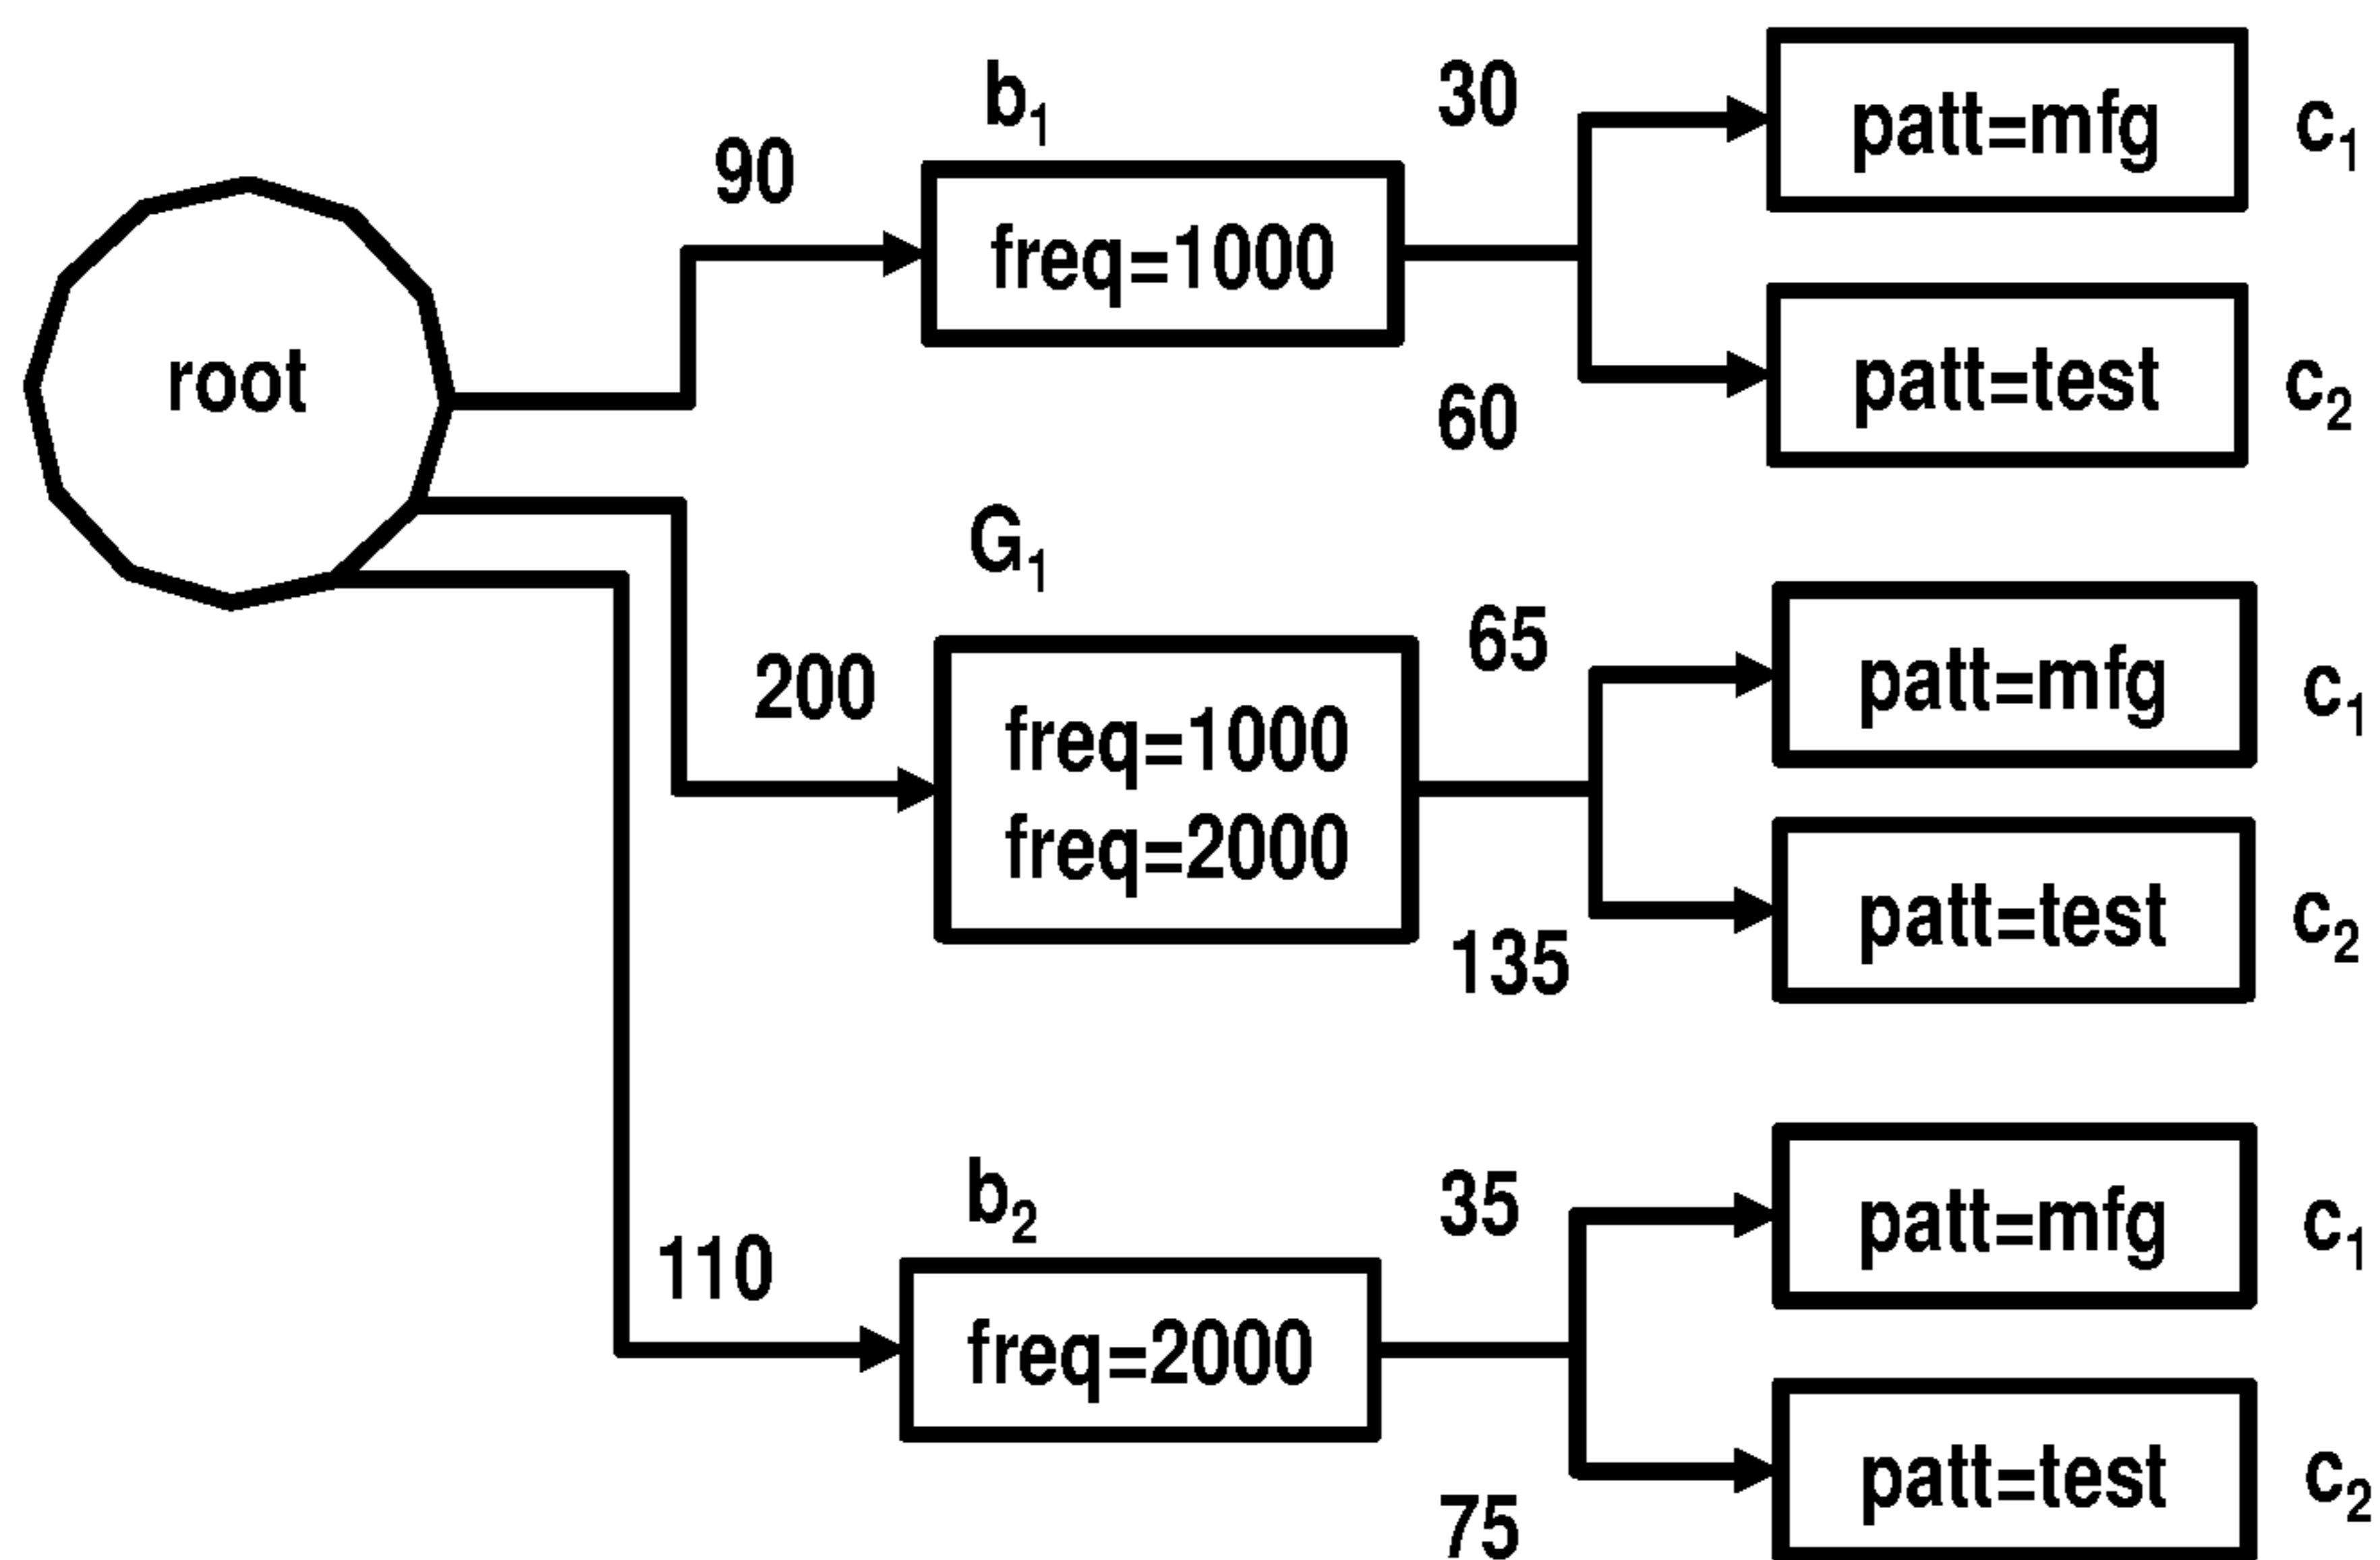 b₁
30
patt=mfg
c₁
90
freq=1000
root
60
patt=test
c₂
G₁
65
patt=mfg
c₁
200
freq=1000
freq=2000
135
patt=test
c₂
b₂
35
patt=mfg
c₁
110
freq=2000
75
patt=test
c₂